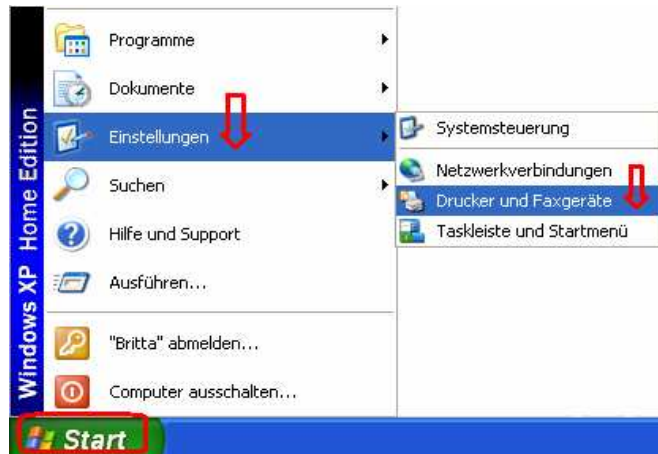 Programme
Dokumente
Einstellungen
Suchen
Hilfe und Support
Ausführen...
"Britta" abmelden...
Computer ausschalten...
Systemsteuerung
Netzwerkverbindungen
Drucker und Faxgeräte
Taskleiste und Startmenü
Windows XP Home Edition
Start